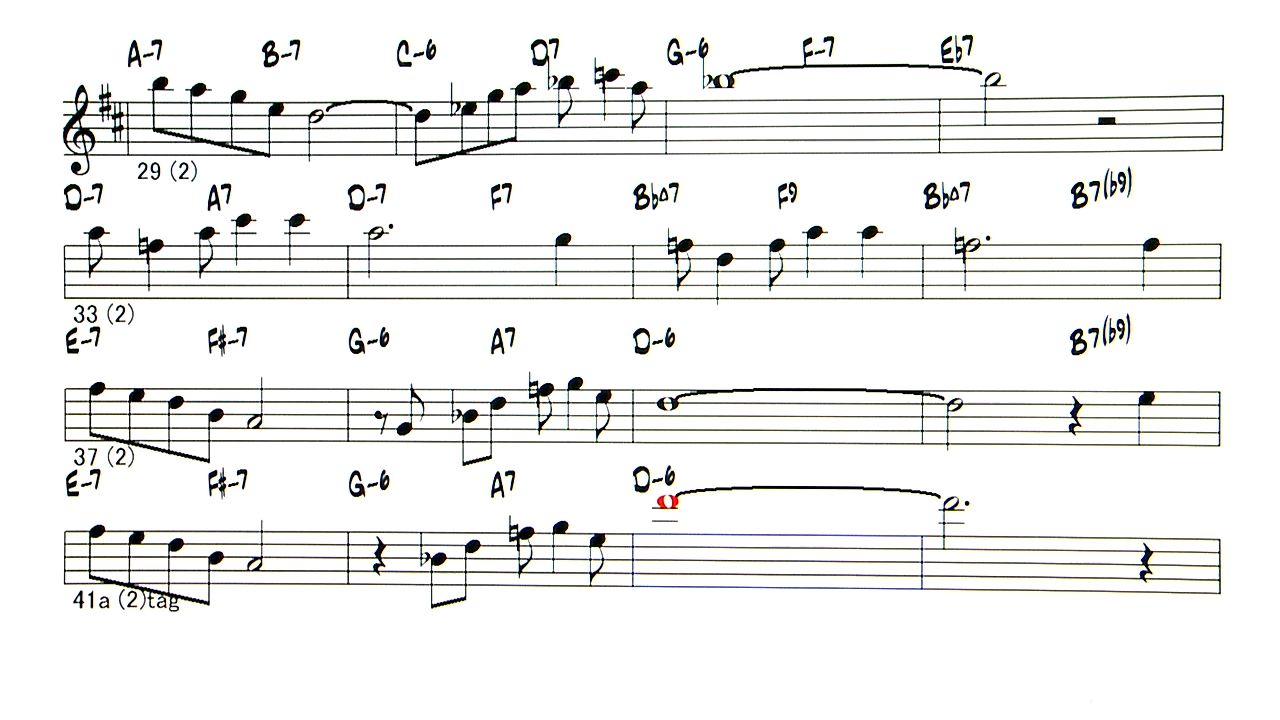 A-7 B-7 C-6 D7 G-6 F-7 Eb7
29 (2)
D-7 A7 D-7 F7 Bb△7 F9 Bb△7 B7(b9)
33 (2)
E-7 F#-7 G-6 A7 D-6 B7(b9)
37 (2)
E-7 F#-7 G-6 A7 D-6
41a (2)tag